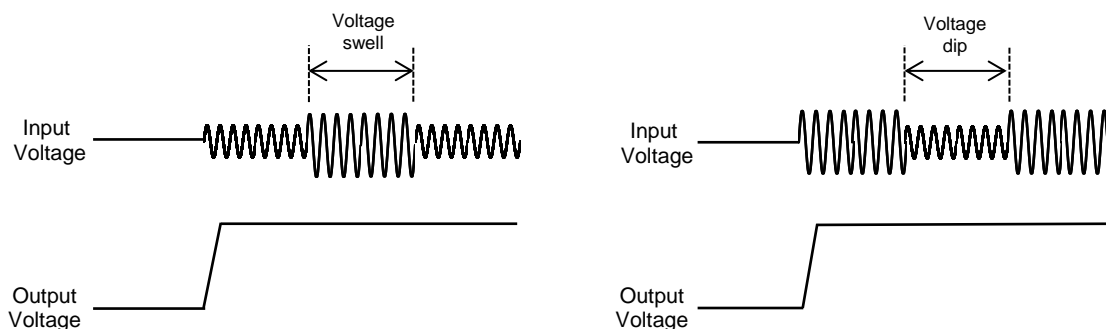 Voltage
swell
Input
Voltage
Output
Voltage
Voltage
dip
Input
Voltage
Output
Voltage